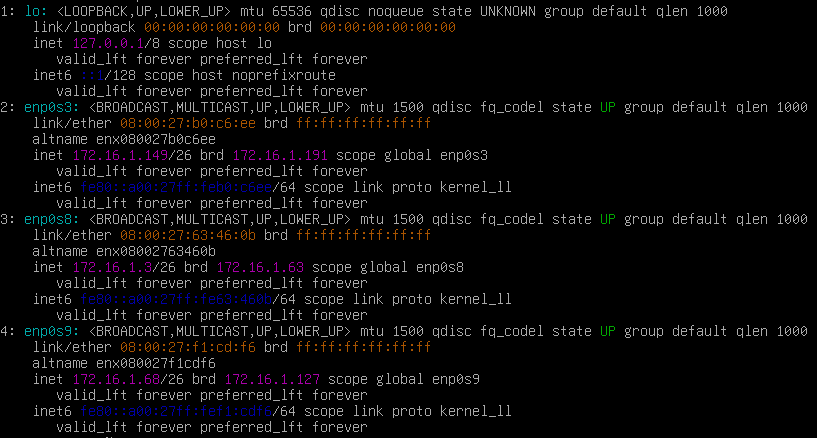 1: lo: <LOOPBACK,UP,LOWER_UP> mtu 65536 qdisc noqueue state UNKNOWN group default qlen 1000
link/loopback 00:00:00:00:00:00 brd 00:00:00:00:00:00
inet 127.0.0.1/8 scope host lo
valid_lft forever preferred_lft forever
inet6 ::1/128 scope host noprefixroute
valid_lft forever preferred_lft forever
2: enp0s3: <BROADCAST,MULTICAST,UP,LOWER_UP> mtu 1500 qdisc fq_codel state UP group default qlen 1000
link/ether 08:00:27:b0:c6:ee brd ff:ff:ff:ff:ff:ff
altname enx080027b0c6ee
inet 172.16.1.149/26 brd 172.16.1.191 scope global enp0s3
valid_lft forever preferred_lft forever
inet6 fe80::a00:27ff:feb0:c6ee/64 scope link proto kernel_ll
valid_lft forever preferred_lft forever
3: enp0s8: <BROADCAST,MULTICAST,UP,LOWER_UP> mtu 1500 qdisc fq_codel state UP group default qlen 1000
link/ether 08:00:27:63:46:0b brd ff:ff:ff:ff:ff:ff
altname enx08002763460b
inet 172.16.1.3/26 brd 172.16.1.63 scope global enp0s8
valid_lft forever preferred_lft forever
inet6 fe80::a00:27ff:fe63:460b/64 scope link proto kernel_ll
valid_lft forever preferred_lft forever
4: enp0s9: <BROADCAST,MULTICAST,UP,LOWER_UP> mtu 1500 qdisc fq_codel state UP group default qlen 1000
link/ether 08:00:27:f1:cd:f6 brd ff:ff:ff:ff:ff:ff
altname enx080027f1cdf6
inet 172.16.1.68/26 brd 172.16.1.127 scope global enp0s9
valid_lft forever preferred_lft forever
inet6 fe80::a00:27ff:fef1:cdf6/64 scope link proto kernel_ll
valid_lft forever preferred_lft forever